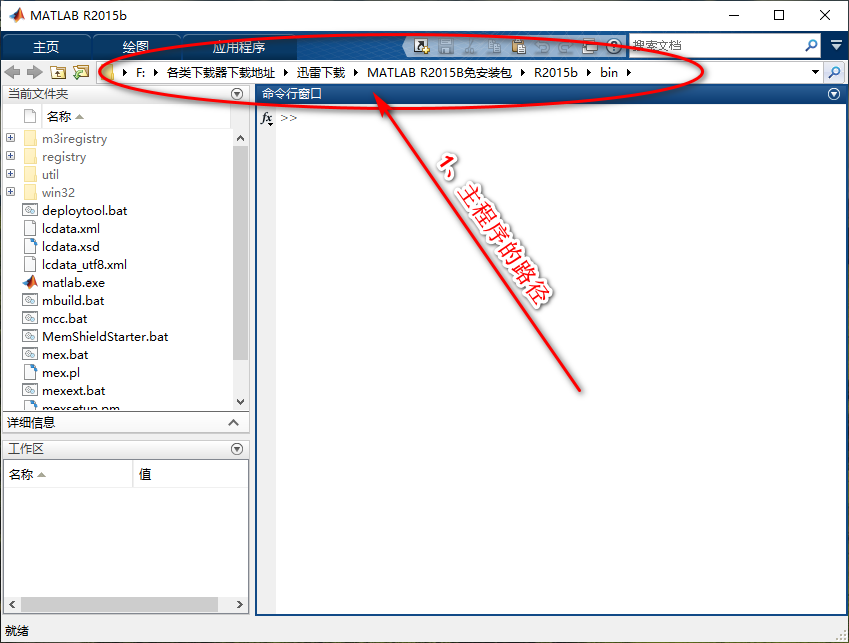 MATLAB R2015b
主页 绘图 应用程序 搜索文档
F: 各类下载器下载地址 迅雷下载 MATLAB R2015B免安装包 R2015b bin
当前文件夹
命令行窗口
名称
fx >>
m3iregistry
registry
util
win32
deploytool.bat
lcdata.xml
lcdata.xsd
lcdata_utf8.xml
matlab.exe
mbuild.bat
mcc.bat
MemShieldStarter.bat
mex.bat
mex.pl
mexext.bat
mexsetup.pm
1、主程序的路径
详细信息
工作区
名称 值
就绪